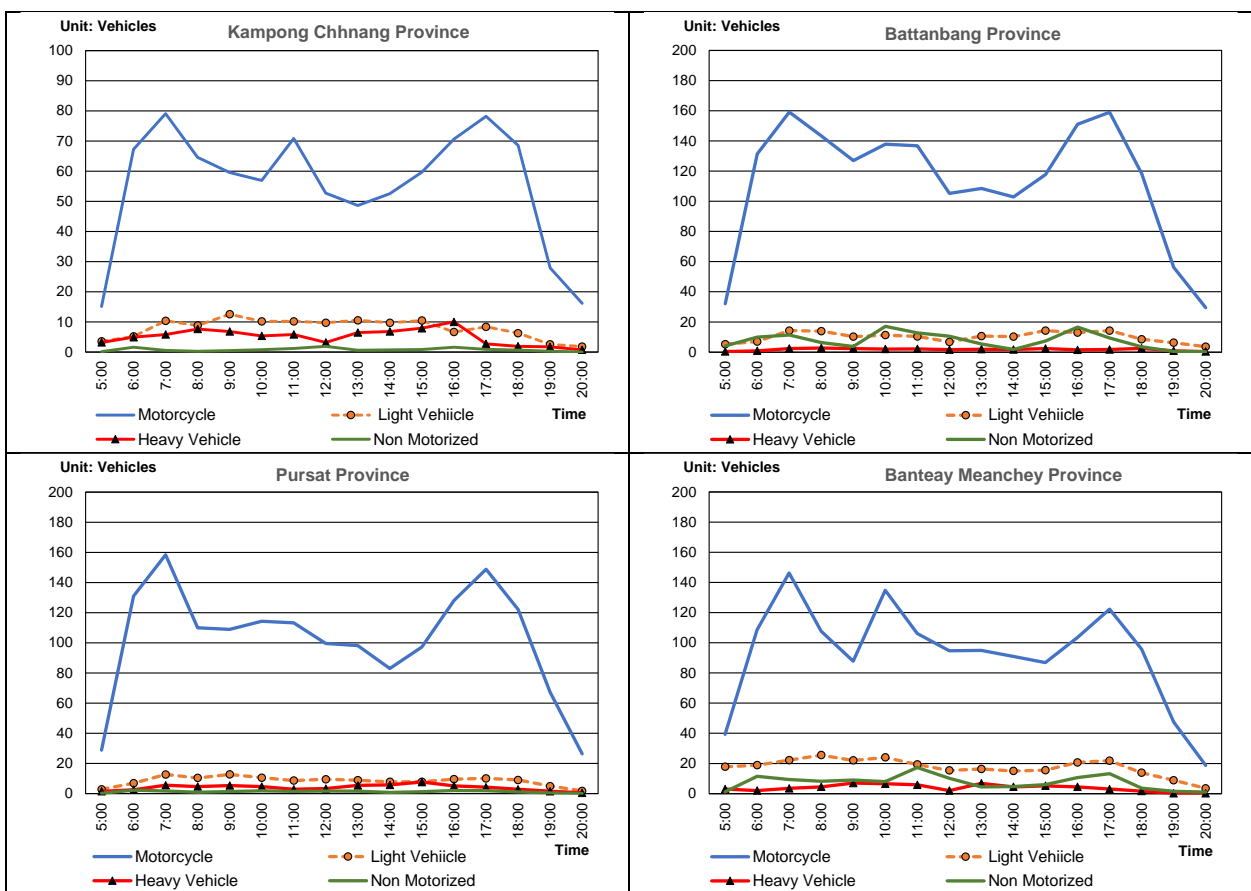 Unit: Vehicles
Kampong Chhnang Province
100
90
80
70
60
50
40
30
20
10
0
5:00 6:00 7:00 8:00 9:00 10:00 11:00 12:00 13:00 14:00 15:00 16:00 17:00 18:00 19:00 20:00
Motorcycle Light Vehiicle Time
Heavy Vehicle Non Motorized
Unit: Vehicles
Battanbang Province
200
180
160
140
120
100
80
60
40
20
0
5:00 6:00 7:00 8:00 9:00 10:00 11:00 12:00 13:00 14:00 15:00 16:00 17:00 18:00 19:00 20:00
Motorcycle Light Vehiicle Time
Heavy Vehicle Non Motorized
Unit: Vehicles
Pursat Province
200
180
160
140
120
100
80
60
40
20
0
5:00 6:00 7:00 8:00 9:00 10:00 11:00 12:00 13:00 14:00 15:00 16:00 17:00 18:00 19:00 20:00
Time
Motorcycle Light Vehiicle
Heavy Vehicle Non Motorized
Unit: Vehicles
Banteay Meanchey Province
200
180
160
140
120
100
80
60
40
20
0
5:00 6:00 7:00 8:00 9:00 10:00 11:00 12:00 13:00 14:00 15:00 16:00 17:00 18:00 19:00 20:00
Time
Motorcycle Light Vehiicle
Heavy Vehicle Non Motorized